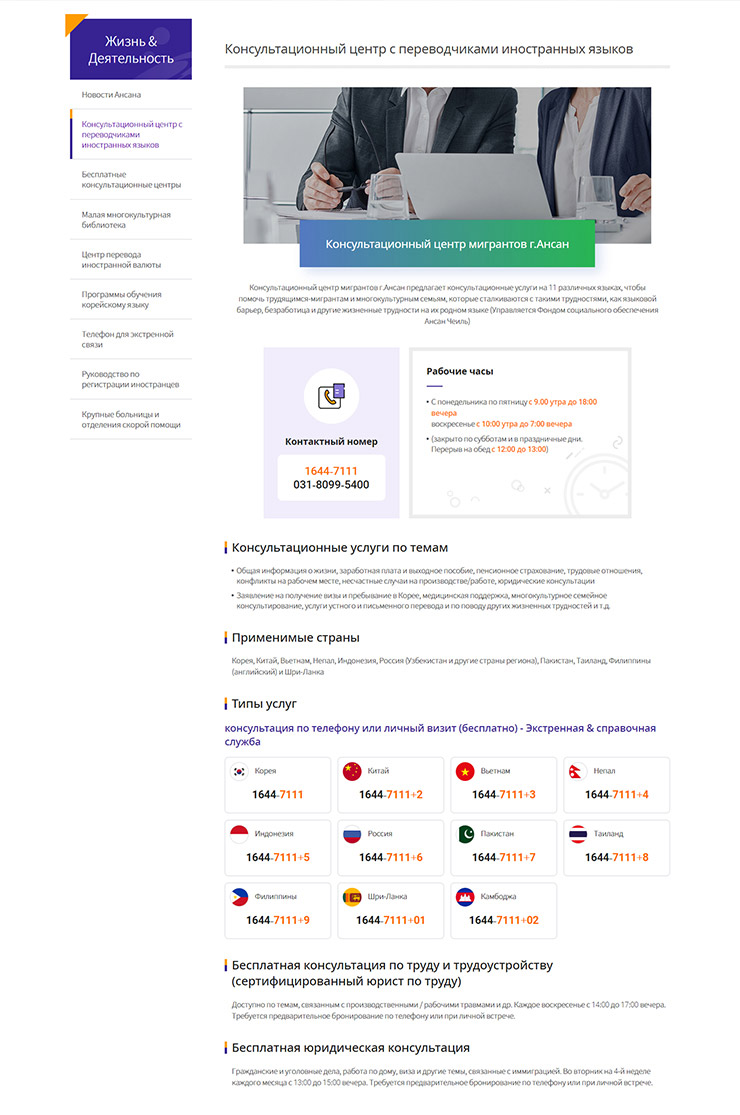 Жизнь &
Деятельность
Новости Ансана
Консультационный центр с
переводчиками
иностранных языков
Бесплатные
консультационные центры
Малая многокультурная
библиотека
Центр перевода
иностранной валюты
Программы обучения
корейскому языку
Телефон для экстренной
связи
Руководство по
регистрации иностранцев
Крупные больницы и
отделения скорой помощи
Консультационный центр с переводчиками иностранных языков
Консультационный центр мигрантов г.Ансан
Консультационный центр мигрантов г.Ансан предлагает консультационные услуги на 11 различных языках, чтобы
помочь трудящимся-мигрантам и многокультурным семьям, которые сталкиваются с такими трудностями, как языковой
барьер, безработица и другие жизненные трудности на их родном языке (Управляется Фондом социального обеспечения
Ансан Чеиль)
Контактный номер
1644-7111
031-8099-5400
Рабочие часы
• С понедельника по пятницу с 9.00 утра до 18:00
вечера
воскресенье с 10:00 утра до 7:00 вечера
• (закрыто по субботам и в праздничные дни.
Перерыв на обед с 12:00 до 13:00)
Консультационные услуги по темам
• Общая информация о жизни, заработная плата и выходное пособие, пенсионное страхование, трудовые отношения,
конфликты на рабочем месте, несчастные случаи на производстве/работе, юридические консультации
• Заявление на получение визы и пребывание в Корее, медицинская поддержка, многокультурное семейное
консультирование, услуги устного и письменного перевода и по поводу других жизненных трудностей и т.д.
Применимые страны
Корея, Китай, Вьетнам, Непал, Индонезия, Россия (Узбекистан и другие страны региона), Пакистан, Таиланд, Филиппины
(английский) и Шри-Ланка
Типы услуг
консультация по телефону или личный визит (бесплатно) - Экстренная & справочная
служба
Корея
1644-7111
Китай
1644-7111+2
Вьетнам
1644-7111+3
Непал
1644-7111+4
Индонезия
1644-7111+5
Россия
1644-7111+6
Пакистан
1644-7111+7
Таиланд
1644-7111+8
Филиппины
1644-7111+9
Шри-Ланка
1644-7111+01
Камбоджа
1644-7111+02
Бесплатная консультация по труду и трудоустройству
(сертифицированный юрист по труду)
Доступно по темам, связанным с производственными / рабочими травмами и др. Каждое воскресенье с 14:00 до 17:00 вечера.
Требуется предварительное бронирование по телефону или при личной встрече.
Бесплатная юридическая консультация
Гражданские и уголовные дела, работа по дому, виза и другие темы, связанные с иммиграцией. Во вторник на 4-й неделе
каждого месяца с 13:00 до 15:00 вечера. Требуется предварительное бронирование по телефону или при личной встрече.